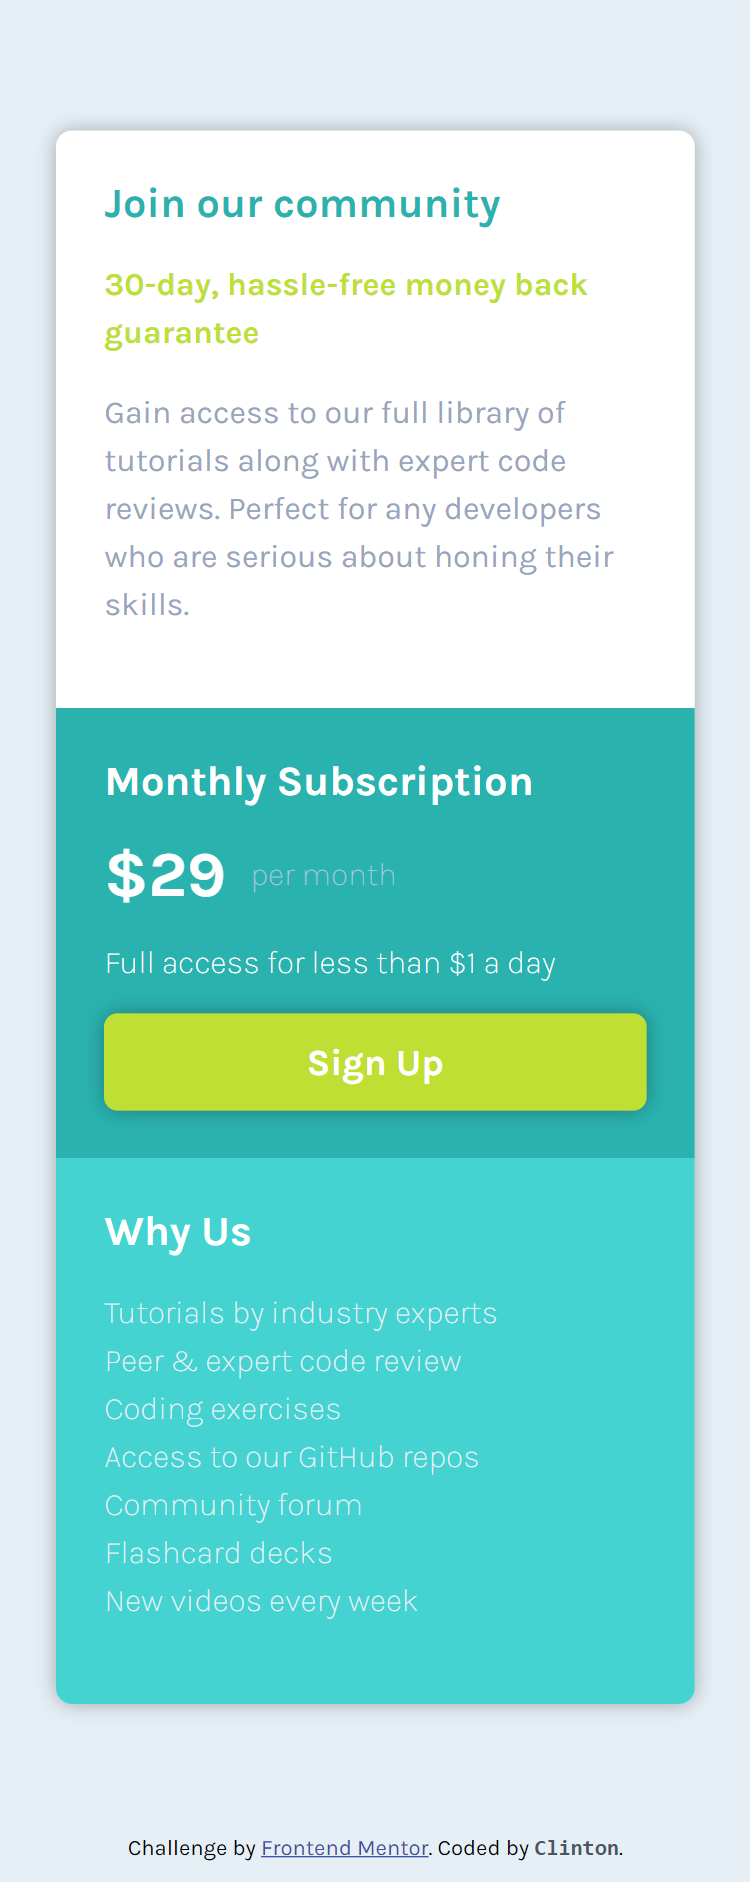 Join our community
30-day, hassle-free money back
guarantee
Gain access to our full library of
tutorials along with expert code
reviews. Perfect for any developers
who are serious about honing their
skills.
Monthly Subscription
$29 per month
Full access for less than $1 a day
Sign Up
Why Us
Tutorials by industry experts
Peer & expert code review
Coding exercises
Access to our GitHub repos
Community forum
Flashcard decks
New videos every week
Challenge by Frontend Mentor. Coded by Clinton.